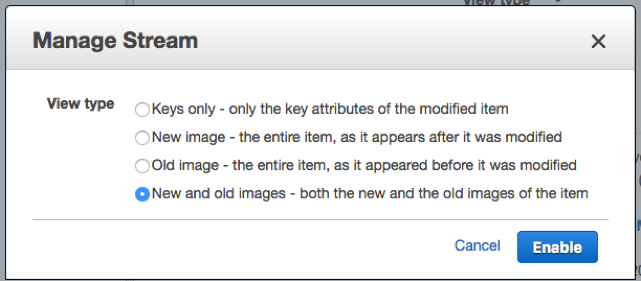 View type -
Manage Stream
View type
Keys only - only the key attributes of the modified item
New image - the entire item, as it appears after it was modified
Old image - the entire item, as it appeared before it was modified
New and old images - both the new and the old images of the item
Cancel
Enable